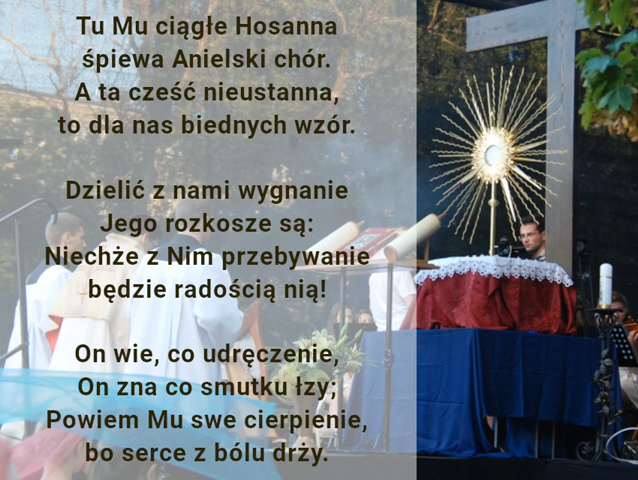 Tu Mu ciągłe Hosanna
śpiewa Anielski chór.
A ta cześć nieustanna,
to dla nas biednych wzór.
Dzielić z nami wygnanie
Jego rozkosze są:
Niechże z Nim przebywanie
będzie radością nią!
On wie, co udręczenie,
On zna co smutku łzy;
Powiem Mu swe cierpienie,
bo serce z bólu drży.